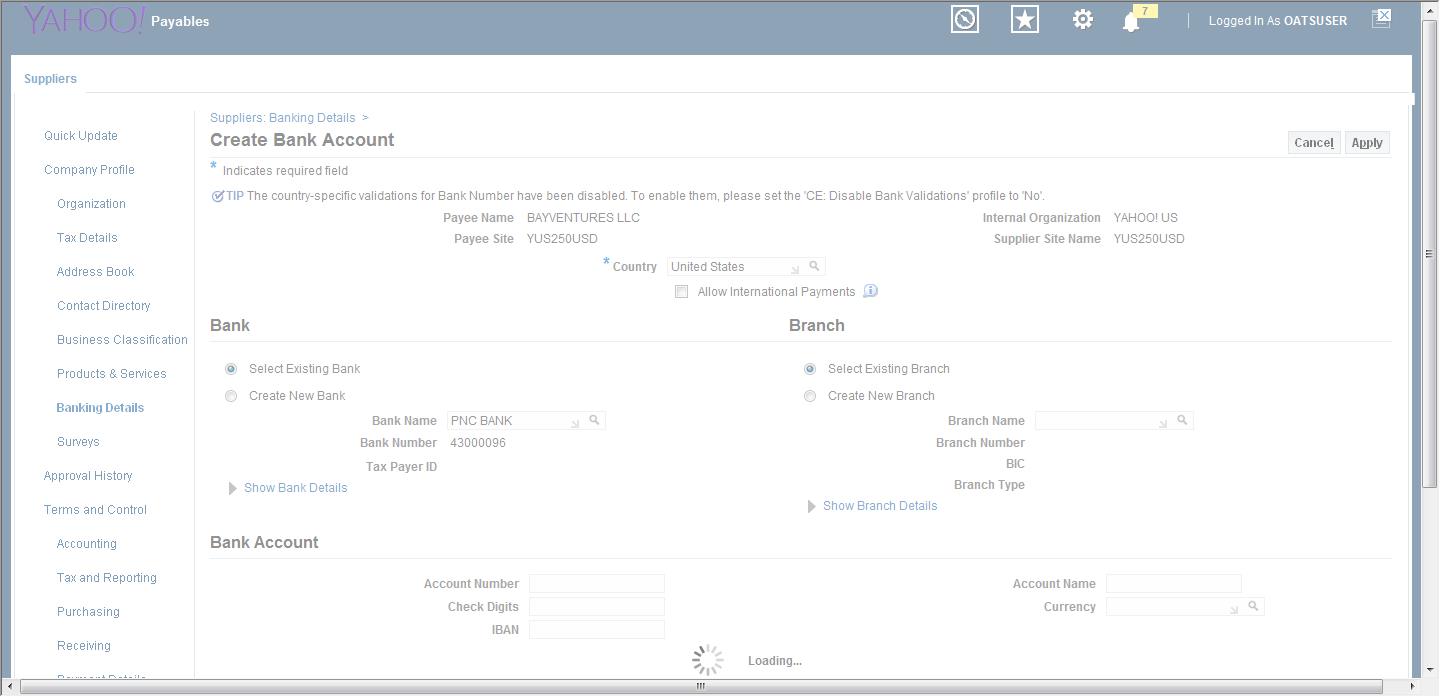 YAHOO! Payables
7
Logged In As OATSUSER
Suppliers
Quick Update
Company Profile
Organization
Tax Details
Address Book
Contact Directory
Business Classification
Products & Services
Banking Details
Surveys
Approval History
Terms and Control
Accounting
Tax and Reporting
Purchasing
Receiving
Payment Details
Suppliers: Banking Details >
Create Bank Account
Cancel Apply
* Indicates required field
TIP The country-specific validations for Bank Number have been disabled. To enable them, please set the 'CE: Disable Bank Validations' profile to 'No'.
Payee Name BAYVENTURES LLC
Internal Organization YAHOO! US
Payee Site YUS250USD
Supplier Site Name YUS250USD
* Country United States
Allow International Payments
Bank
Select Existing Bank
Create New Bank
Bank Name PNC BANK
Bank Number 43000096
Tax Payer ID
Show Bank Details
Branch
Select Existing Branch
Create New Branch
Branch Name
Branch Number
BIC
Branch Type
Show Branch Details
Bank Account
Account Number
Check Digits
IBAN
Account Name
Currency
Loading...